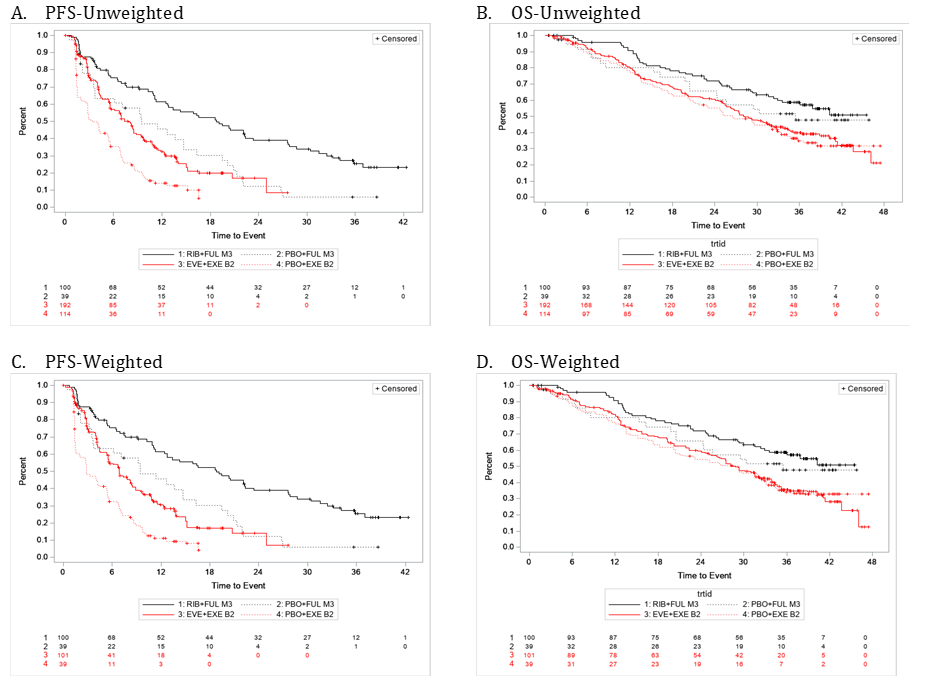 A. PFS-Unweighted
+ Censored
1.0
0.9
0.8
0.7
0.6
0.5
0.4
0.3
0.2
0.1
0.0
Percent
0 6 12 18 24 30 36 42
Time to Event
1: RIB+FUL M3 2: PBO+FUL M3
3: EVE+EXE B2 4: PBO+EXE B2
1 100 68 52 44 32 27 12 1
2 39 22 15 10 4 2 1 0
3 192 85 37 11 2 0
4 114 36 11 0
B. OS-Unweighted
+ Censored
1.0
0.9
0.8
0.7
0.6
0.5
0.4
0.3
0.2
0.1
0.0
Percent
0 6 12 18 24 30 36 42 48
Time to Event
trtid
1: RIB+FUL M3 2: PBO+FUL M3
3: EVE+EXE B2 4: PBO+EXE B2
1 100 93 87 75 68 56 35 7 0
2 39 32 28 26 23 19 10 4 0
3 192 168 144 120 105 82 48 16 0
4 114 97 85 69 59 47 23 9 0
C. PFS-Weighted
+ Censored
1.0
0.9
0.8
0.7
0.6
0.5
0.4
0.3
0.2
0.1
0.0
Percent
0 6 12 18 24 30 36 42
Time to Event
1: RIB+FUL M3 2: PBO+FUL M3
3: EVE+EXE B2 4: PBO+EXE B2
1 100 68 52 44 32 27 12 1
2 39 22 15 10 4 2 1 0
3 101 41 18 4 0 0
4 39 11 3 0
D. OS-Weighted
+ Censored
1.0
0.9
0.8
0.7
0.6
0.5
0.4
0.3
0.2
0.1
0.0
Percent
0 6 12 18 24 30 36 42 48
Time to Event
trtid
1: RIB+FUL M3 2: PBO+FUL M3
3: EVE+EXE B2 4: PBO+EXE B2
1 100 93 87 75 68 56 35 7 0
2 39 32 28 26 23 19 10 4 0
3 101 89 78 63 54 42 20 5 0
4 39 31 27 23 19 16 7 2 0